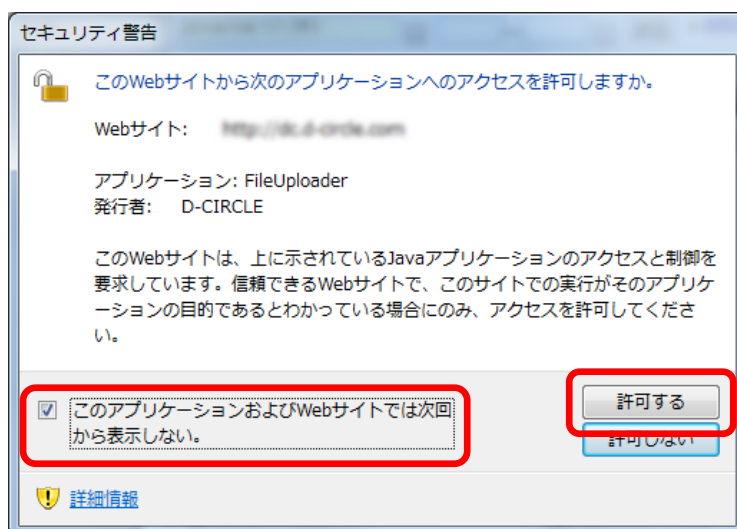 セキュリティ警告
このWebサイトから次のアプリケーションへのアクセスを許可しますか。
Webサイト: http://dc.d-circle.com
アプリケーション: FileUploader
発行者: D-CIRCLE
このWebサイトは、上に示されているJavaアプリケーションのアクセスと制御を
要求しています。信頼できるWebサイトで、このサイトでの実行がそのアプリケ
ーションの目的であるとわかっている場合にのみ、アクセスを許可してくださ
い。
このアプリケーションおよびWebサイトでは次回
から表示しない。
許可する
許可しない
詳細情報